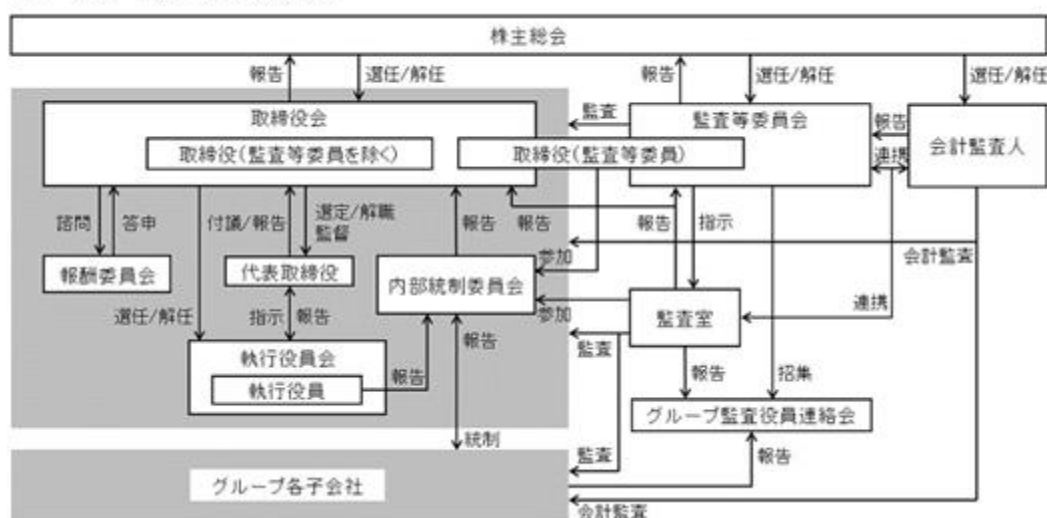 株主総会
報告
選任/解任
報告
選任/解任
選任/解任
取締役会
監査
監査等委員会
報告
会計監査人
取締役(監査等委員を除く)
取締役(監査等委員)
連携
諮問
答申
付議/報告
選定/解職
監督
報告
報告
報告
指示
報酬委員会
代表取締役
内部統制委員会
参加
会計監査
選任/解任
指示
報告
報告
参加
監査室
連携
監査
執行役員会
執行役員
報告
報告
招集
グループ監査役員連絡会
統制
監査
報告
グループ各子会社
会計監査